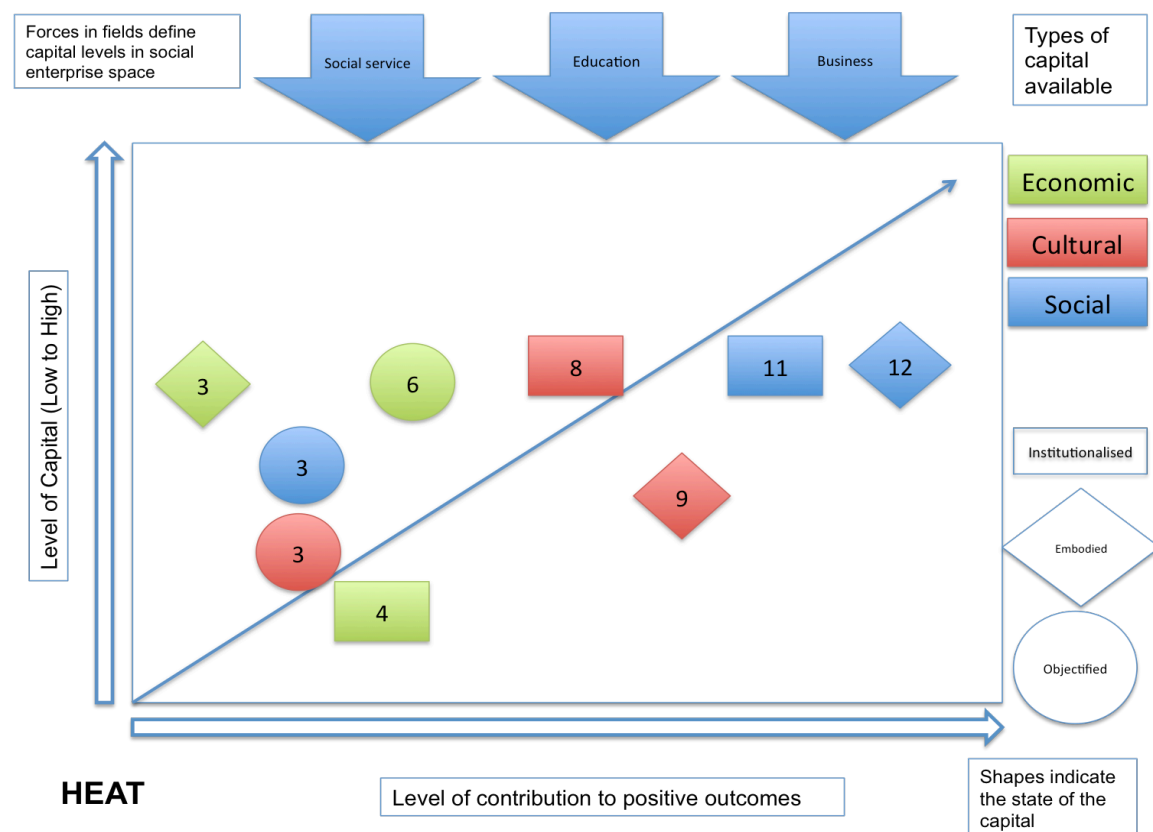 Forces in fields define
capital levels in social
enterprise space
Social service
Education
Business
Types of
capital
available
Economic
Cultural
Social
Level of Capital (Low to High)
3
6
8
11
12
3
9
3
4
Institutionalised
Embodied
Objectified
HEAT
Level of contribution to positive outcomes
Shapes indicate
the state of the
capital